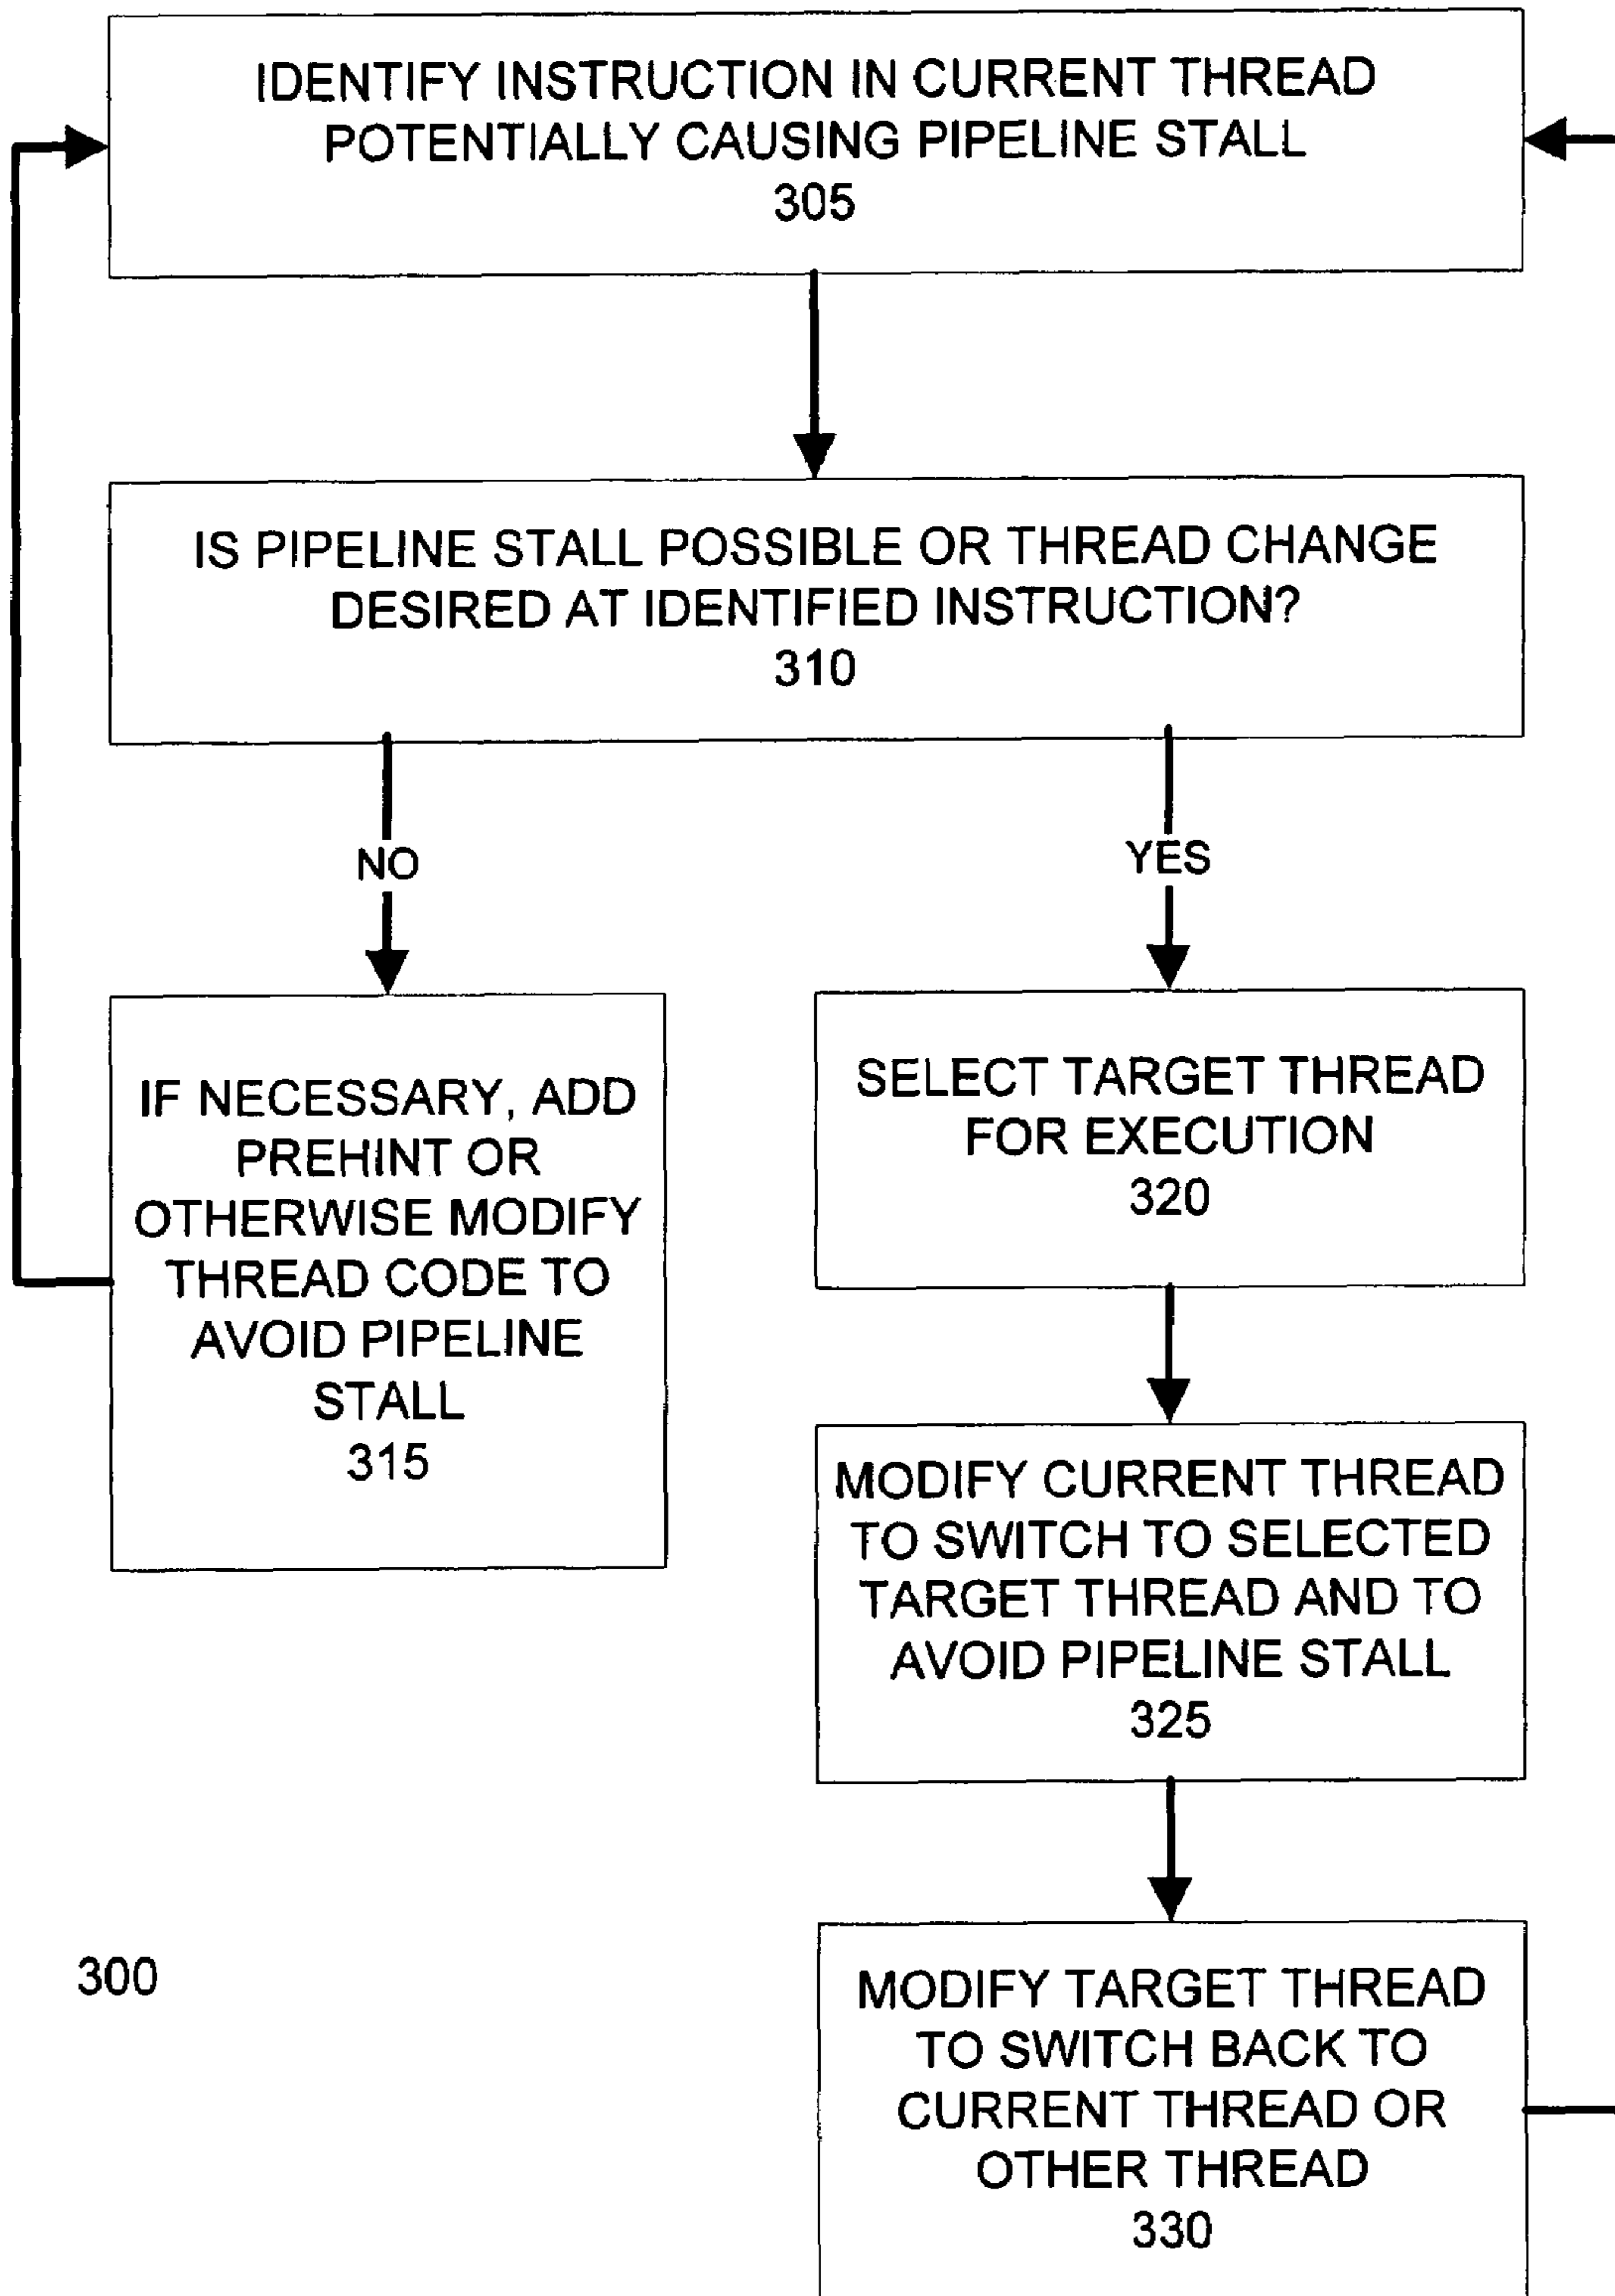 IDENTIFY INSTRUCTION IN CURRENT THREAD
POTENTIALLY CAUSING PIPELINE STALL
305
IS PIPELINE STALL POSSIBLE OR THREAD CHANGE
DESIRED AT IDENTIFIED INSTRUCTION?
310
NO
YES
IF NECESSARY, ADD
PREHINT OR
OTHERWISE MODIFY
THREAD CODE TO
AVOID PIPELINE
STALL
315
SELECT TARGET THREAD
FOR EXECUTION
320
MODIFY CURRENT THREAD
TO SWITCH TO SELECTED
TARGET THREAD AND TO
AVOID PIPELINE STALL
325
300
MODIFY TARGET THREAD
TO SWITCH BACK TO
CURRENT THREAD OR
OTHER THREAD
330